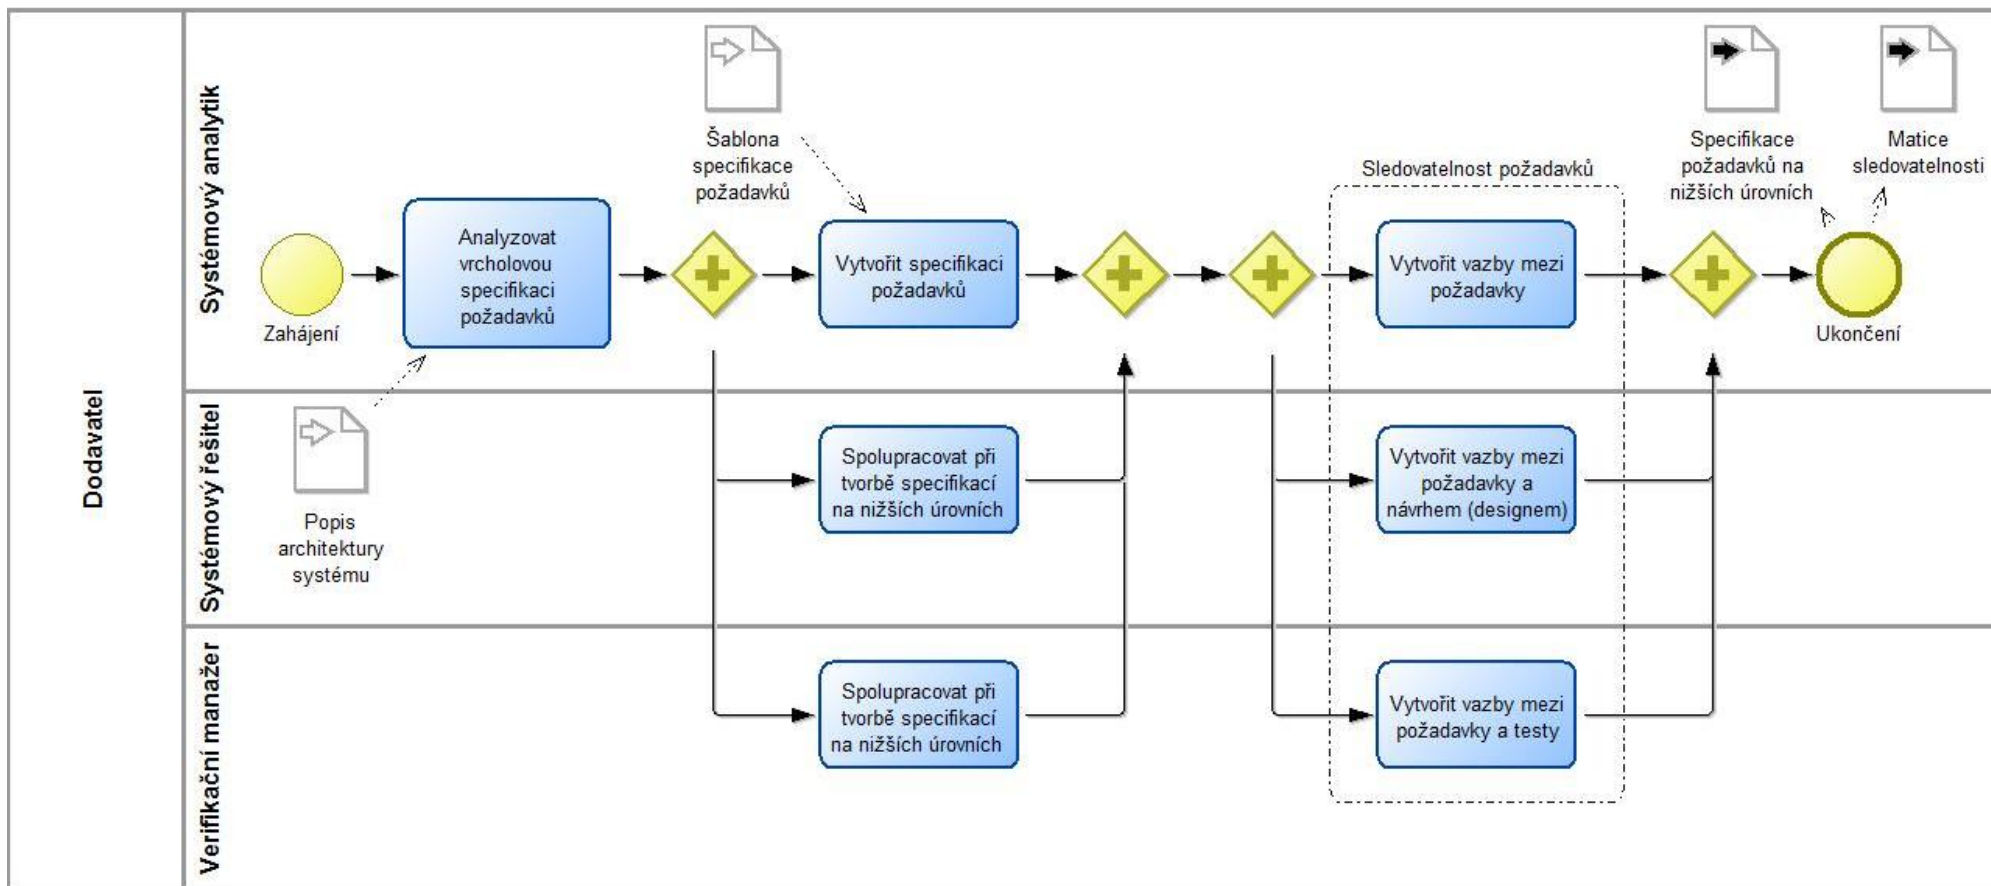 Dodavatel
Systémový analytik
Zahájení
Analyzovat
vrcholovou
specifikaci
požadavků
Šablona
specifikace
požadavků
Vytvořit specifikaci
požadavků
Sledovatelnost požadavků
Vytvořit vazby mezi
požadavky
Specifikace
požadavků na
nižších úrovních
Matice
sledovatelnosti
Ukončení
Systémový řešitel
Popis
architektury
systému
Spolupracovat při
tvorbě specifikací
na nižších úrovních
Vytvořit vazby mezi
požadavky a
návrhem (designem)
Verifikační manažer
Spolupracovat při
tvorbě specifikací
na nižších úrovních
Vytvořit vazby mezi
požadavky a testy